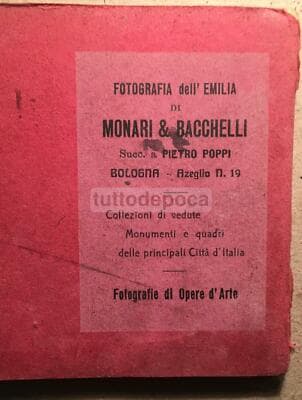 FOTOGRAFIA dell' EMILIA
DI
MONARI & BACCHELLI
Succ. a PIETRO POPPI
BOLOGNA - Azeglio N. 19
tuttodepoca
Collezioni di vedute
Monumenti e quadri
delle principali Città d'Italia
Fotografie di Opere d'Arte